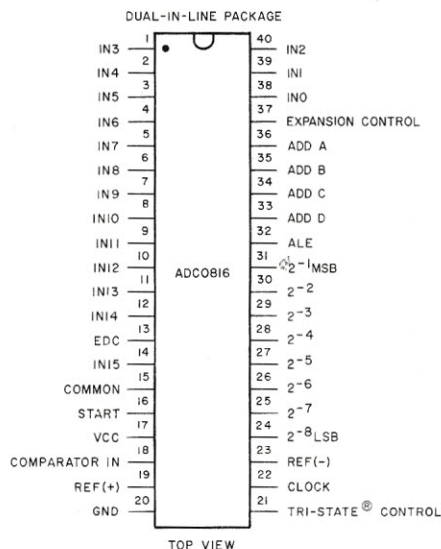 DUAL-IN-LINE PACKAGE
1 40
IN3 IN2
2 39
IN4 IN1
3 38
IN5 IN0
4 37
IN6 EXPANSION CONTROL
5 36
IN7 ADD A
6 35
IN8 ADD B
7 34
IN9 ADD C
8 33
IN10 ADD D
9 32
IN11 ALE
10 31
IN12 2⁻¹MSB
11 ADC0816 30
IN13 2⁻²
12 29
IN14 2⁻³
13 28
EDC 2⁻⁴
14 27
IN15 2⁻⁵
15 26
COMMON 2⁻⁶
16 25
START 2⁻⁷
17 24
VCC 2⁻⁸LSB
18 23
COMPARATOR IN REF(-)
19 22
REF(+) CLOCK
20 21
GND TRI-STATE® CONTROL
TOP VIEW